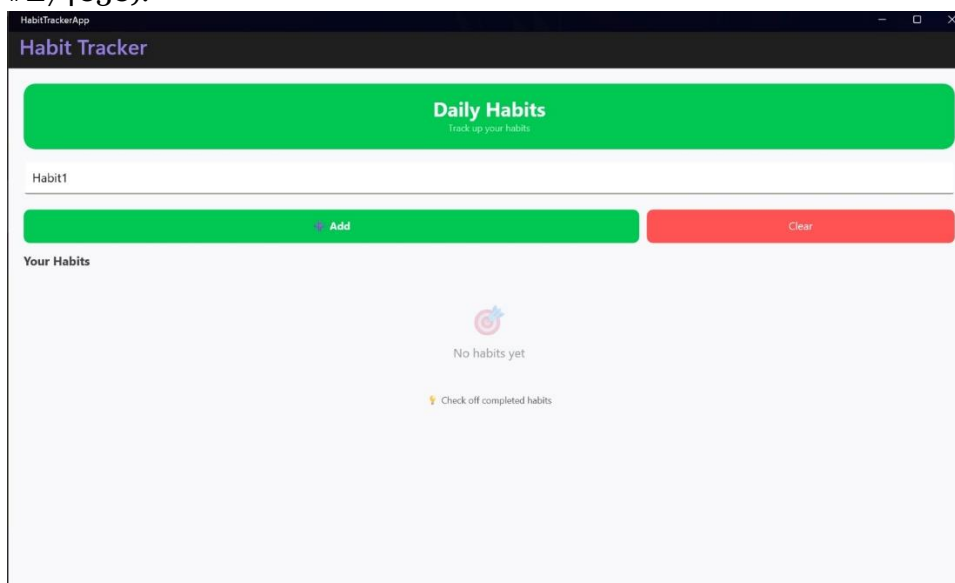 HabitTrackerApp
Habit Tracker
Daily Habits
Track up your habits
Habit1
➕ Add
Clear
Your Habits
No habits yet
💡 Check off completed habits